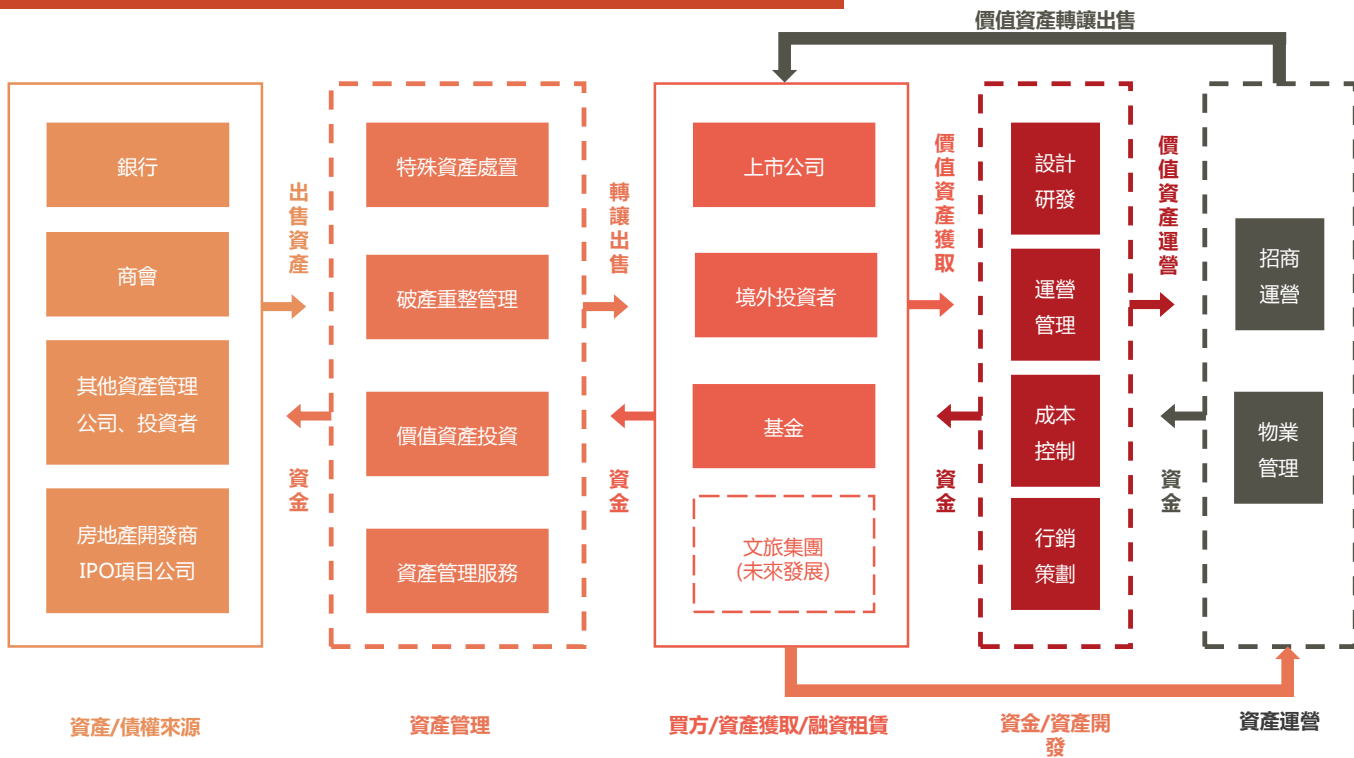 價值資產轉讓出售
銀行
商會
其他資產管理
公司、投資者
房地產開發商
IPO項目公司
資產/債權來源
出售資產
資金
特殊資產處置
破產重整管理
價值資產投資
資產管理服務
資產管理
轉讓出售
資金
上市公司
境外投資者
基金
文旅集團
(未來發展)
買方/資產獲取/融資租賃
價值資產獲取
資金
設計
研發
運營
管理
成本
控制
行銷
策劃
資金/資產開
發
價值資產運營
資金
招商
運營
物業
管理
資產運營